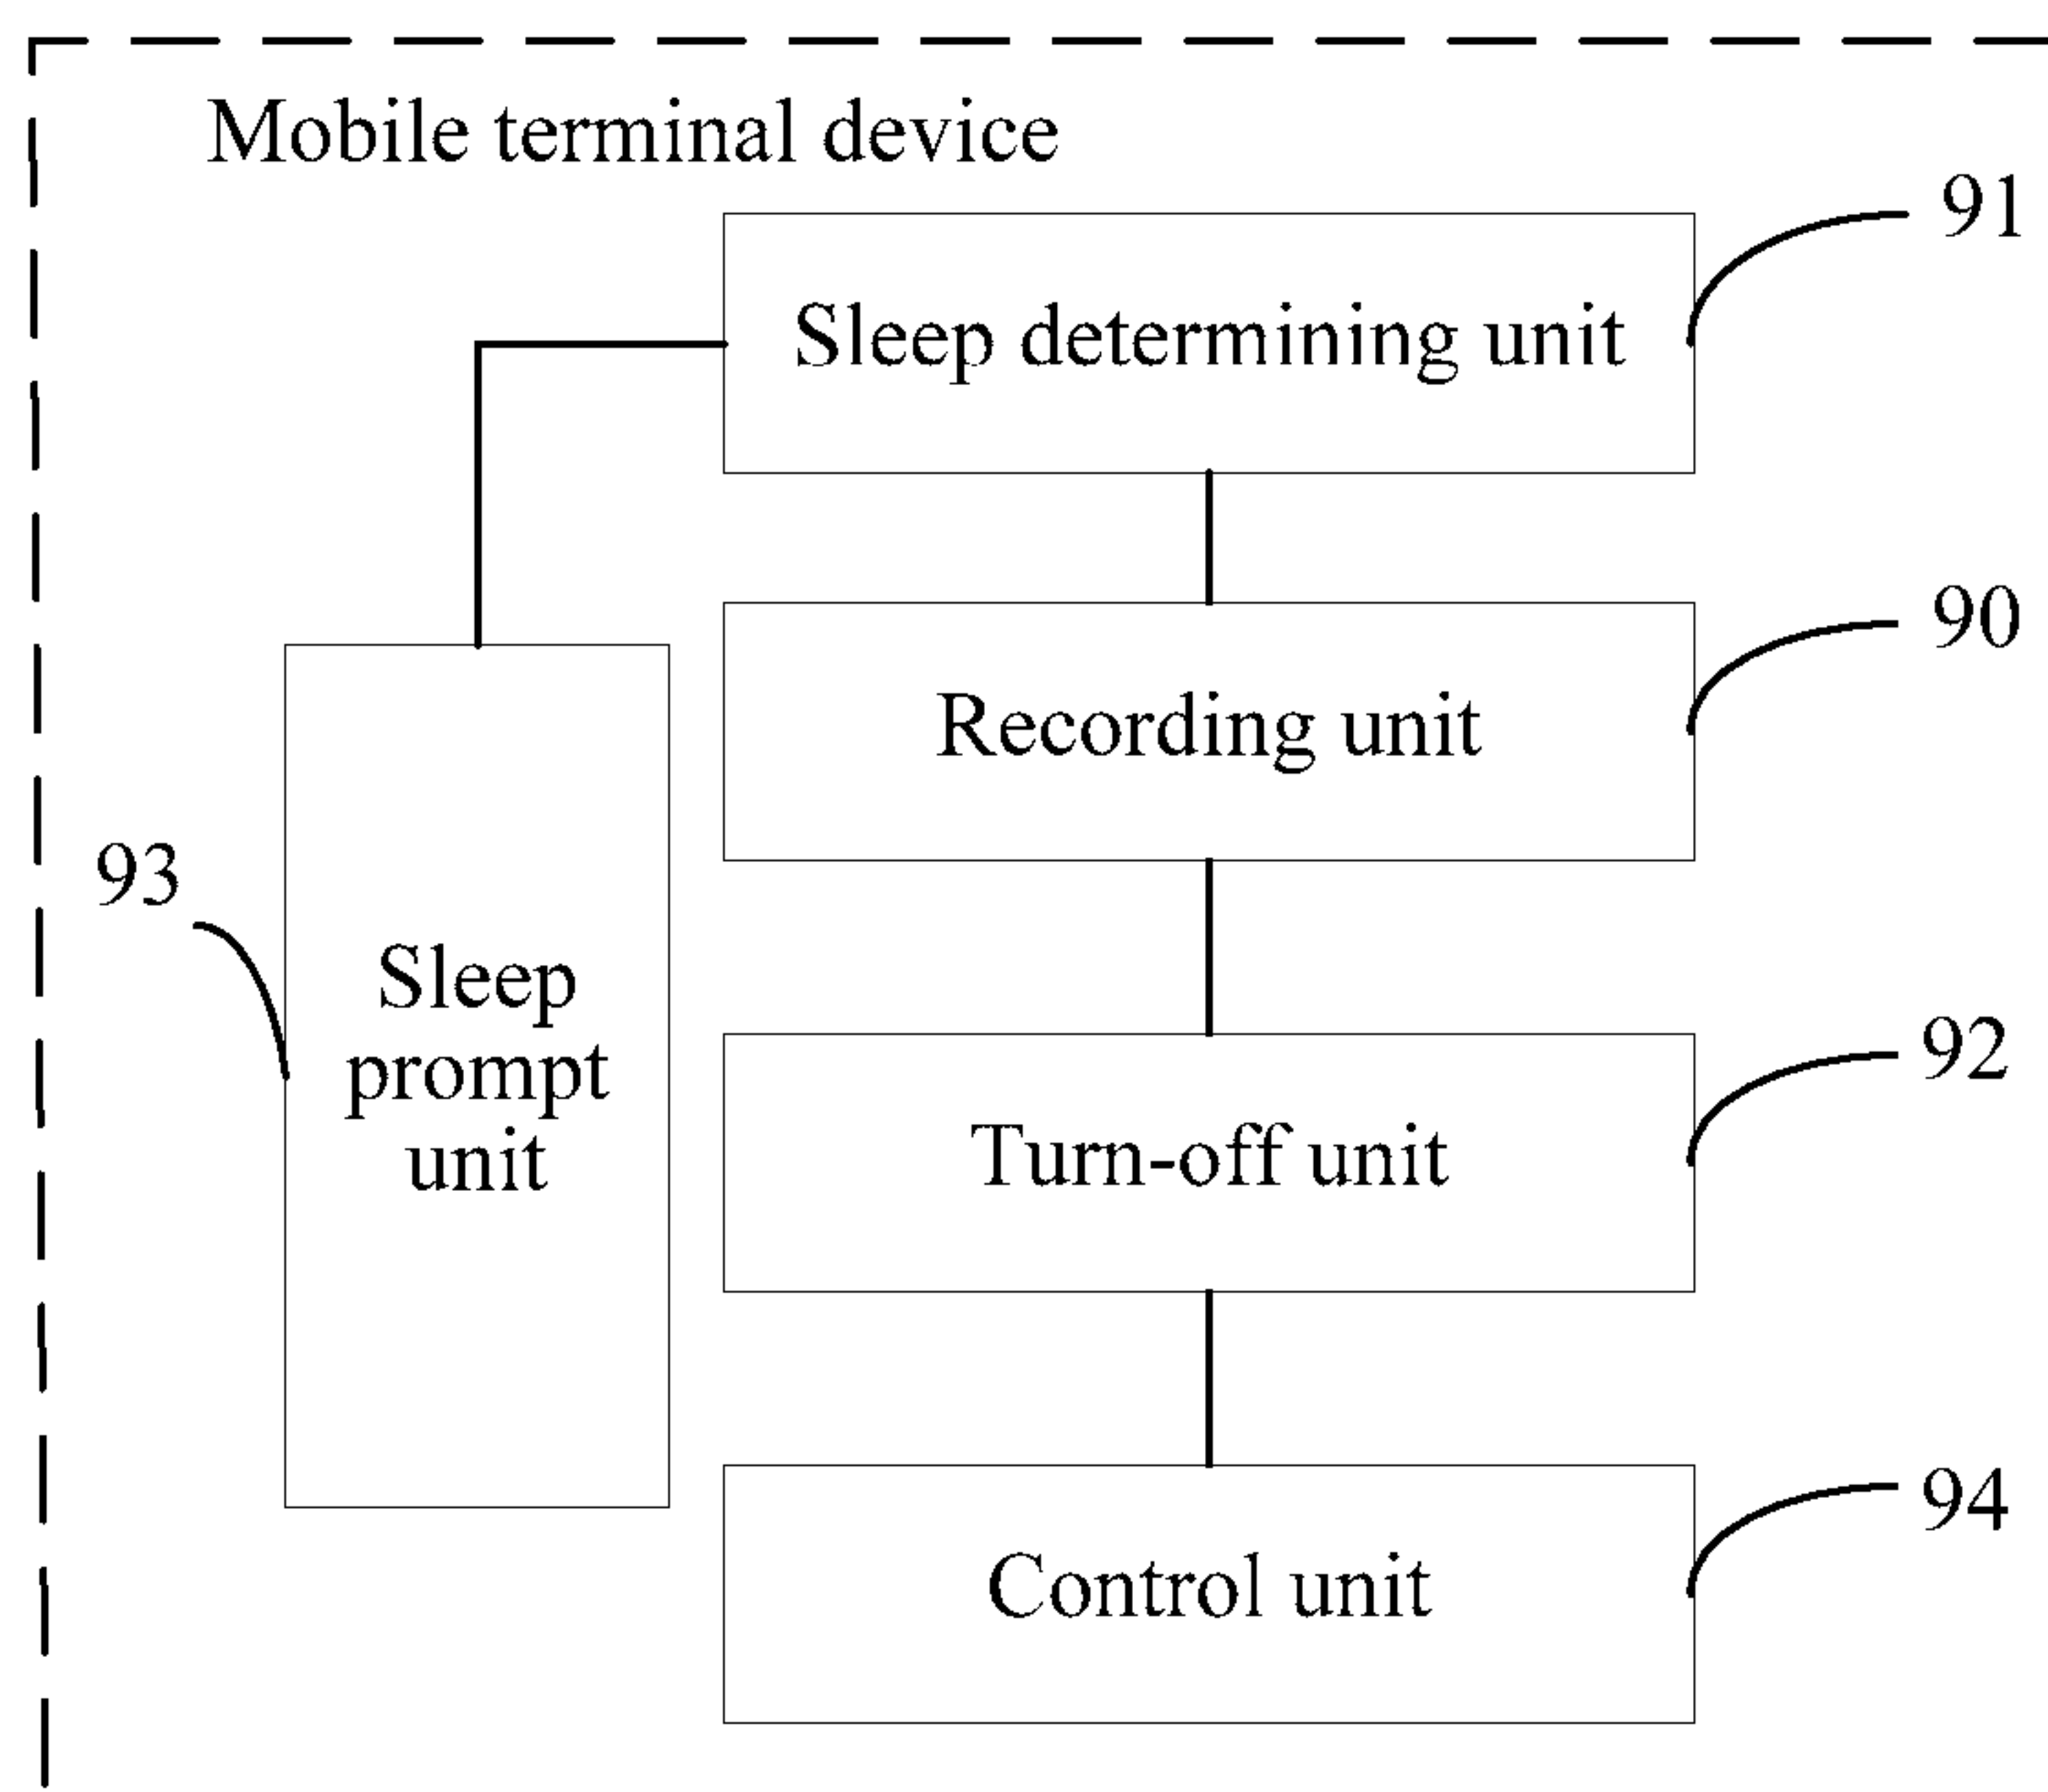 Mobile terminal device
91
Sleep determining unit
90
Recording unit
93
Sleep
prompt
unit
92
Turn-off unit
94
Control unit